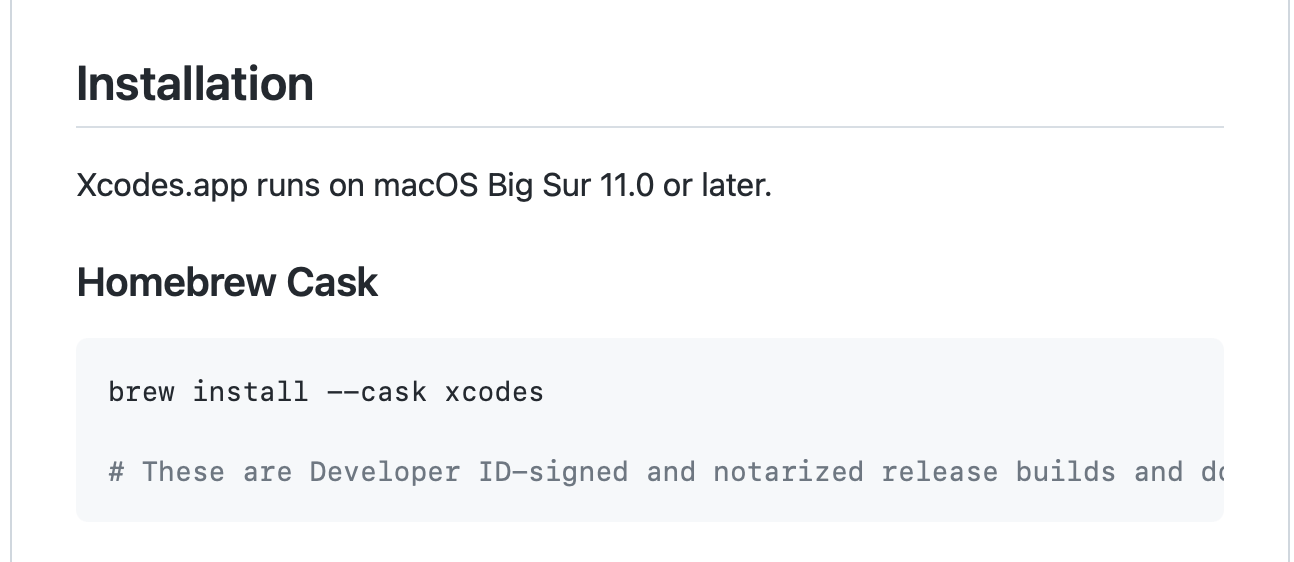 Installation
Xcodes.app runs on macOS Big Sur 11.0 or later.
Homebrew Cask
brew install --cask xcodes
# These are Developer ID-signed and notarized release builds and